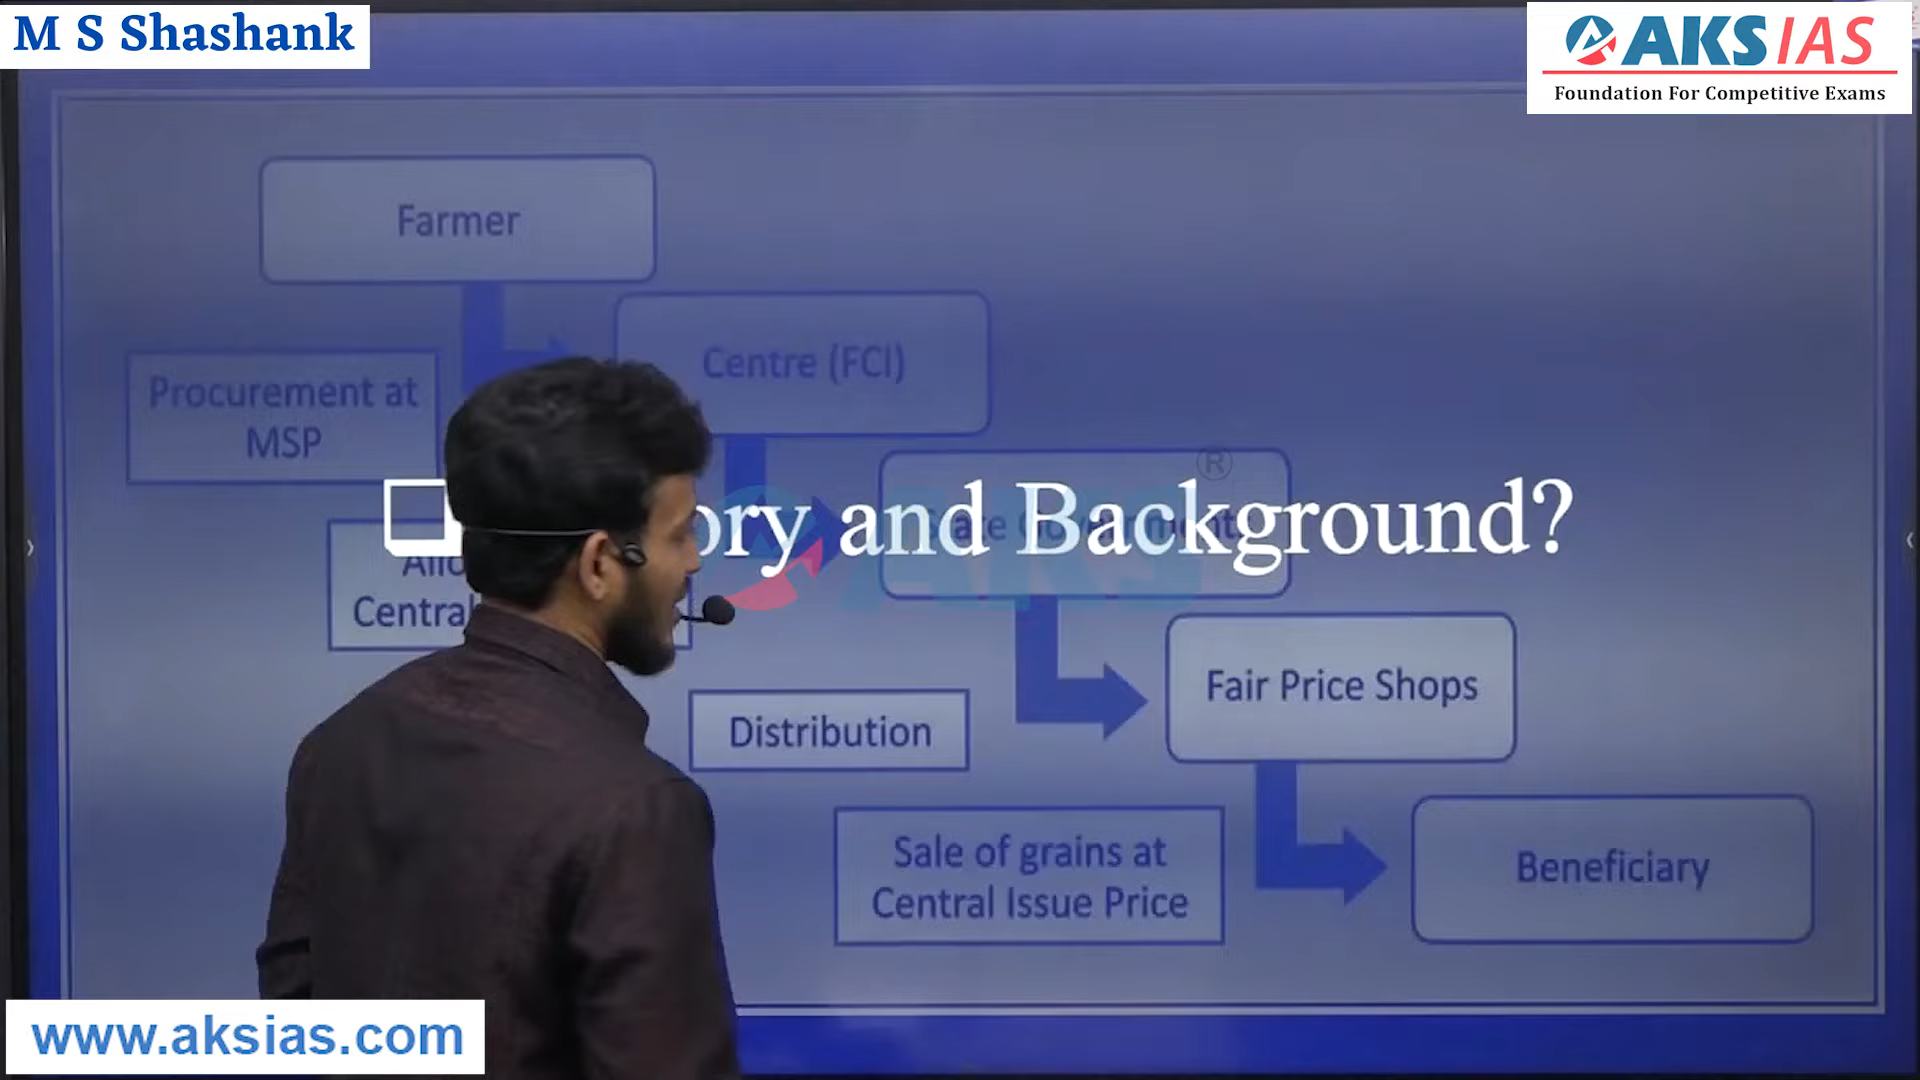 M S Shashank
AKS IAS
Foundation For Competitive Exams
Farmer
Centre (FCI)
Procurement at
MSP
®
ory and Background?
Central
Fair Price Shops
Distribution
Sale of grains at
Central Issue Price
Beneficiary
www.aksias.com